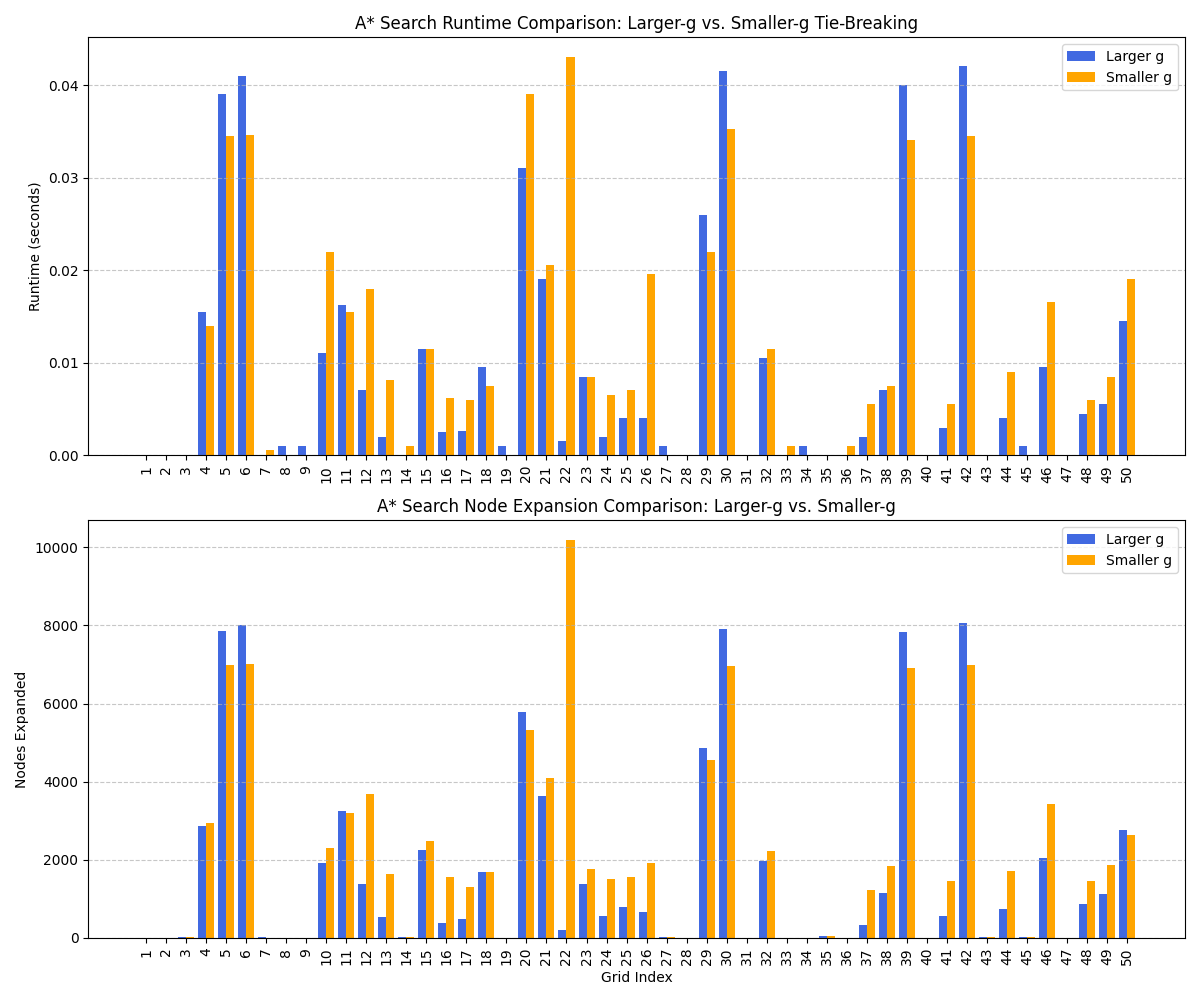 A* Search Runtime Comparison: Larger-g vs. Smaller-g Tie-Breaking
Larger g
Smaller g
Runtime (seconds)
0.04
0.03
0.02
0.01
0.00
1 2 3 4 5 6 7 8 9 10 11 12 13 14 15 16 17 18 19 20 21 22 23 24 25 26 27 28 29 30 31 32 33 34 35 36 37 38 39 40 41 42 43 44 45 46 47 48 49 50
A* Search Node Expansion Comparison: Larger-g vs. Smaller-g
Larger g
Smaller g
Nodes Expanded
10000
8000
6000
4000
2000
0
1 2 3 4 5 6 7 8 9 10 11 12 13 14 15 16 17 18 19 20 21 22 23 24 25 26 27 28 29 30 31 32 33 34 35 36 37 38 39 40 41 42 43 44 45 46 47 48 49 50
Grid Index